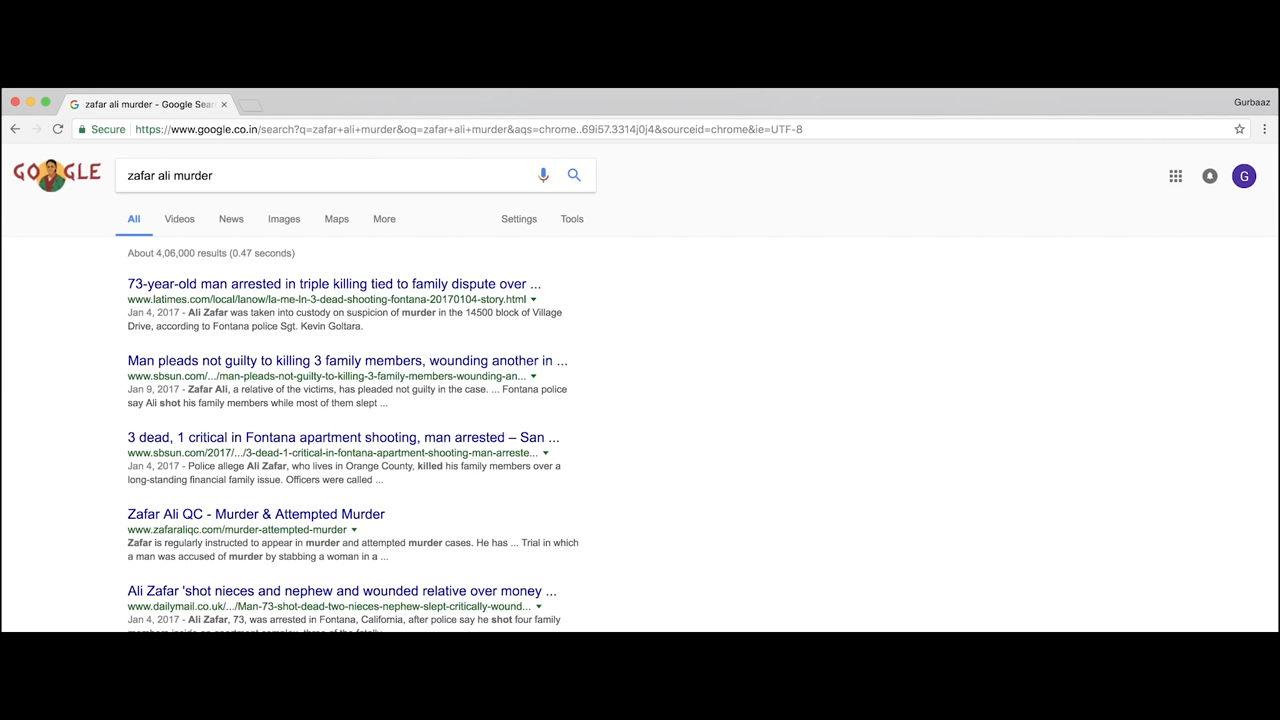 zafar ali murder - Google Sear
Gurbaaz
Secure https://www.google.co.in/search?q=zafar+ali+murder&oq=zafar+ali+murder&aqs=chrome..69i57.3314j0j4&sourceid=chrome&ie=UTF-8
GOOGLE
zafar ali murder
G
All Videos News Images Maps More Settings Tools
About 4,06,000 results (0.47 seconds)
73-year-old man arrested in triple killing tied to family dispute over ...
www.latimes.com/local/lanow/la-me-ln-3-dead-shooting-fontana-20170104-story.html
Jan 4, 2017 - Ali Zafar was taken into custody on suspicion of murder in the 14500 block of Village
Drive, according to Fontana police Sgt. Kevin Goltara.
Man pleads not guilty to killing 3 family members, wounding another in ...
www.sbsun.com/.../man-pleads-not-guilty-to-killing-3-family-members-wounding-an...
Jan 9, 2017 - Zafar Ali, a relative of the victims, has pleaded not guilty in the case. ... Fontana police
say Ali shot his family members while most of them slept ...
3 dead, 1 critical in Fontana apartment shooting, man arrested – San ...
www.sbsun.com/2017/.../3-dead-1-critical-in-fontana-apartment-shooting-man-arreste...
Jan 4, 2017 - Police allege Ali Zafar, who lives in Orange County, killed his family members over a
long-standing financial family issue. Officers were called ...
Zafar Ali QC - Murder & Attempted Murder
www.zafaraliqc.com/murder-attempted-murder
Zafar is regularly instructed to appear in murder and attempted murder cases. He has ... Trial in which
a man was accused of murder by stabbing a woman in a ...
Ali Zafar 'shot nieces and nephew and wounded relative over money ...
www.dailymail.co.uk/.../Man-73-shot-dead-two-nieces-nephew-slept-critically-wound...
Jan 4, 2017 - Ali Zafar, 73, was arrested in Fontana, California, after police say he shot four family